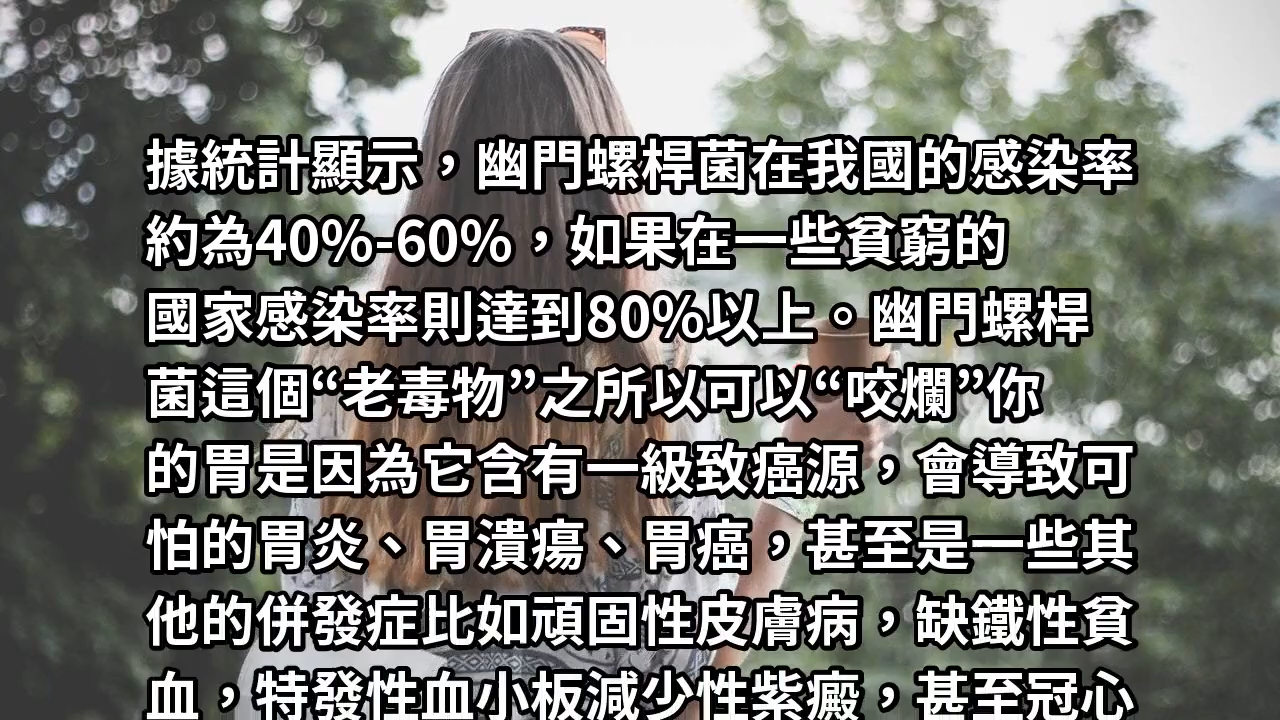 據統計顯示，幽門螺桿菌在我國的感染率
約為40%-60%，如果在一些貧窮的
國家感染率則達到80%以上。幽門螺桿
菌這個“老毒物”之所以可以“咬爛”你
的胃是因為它含有一級致癌源，會導致可
怕的胃炎、胃潰瘍、胃癌，甚至是一些其
他的併發症比如頑固性皮膚病，缺鐵性貧
血，特發性血小板減少性紫癜，甚至冠心